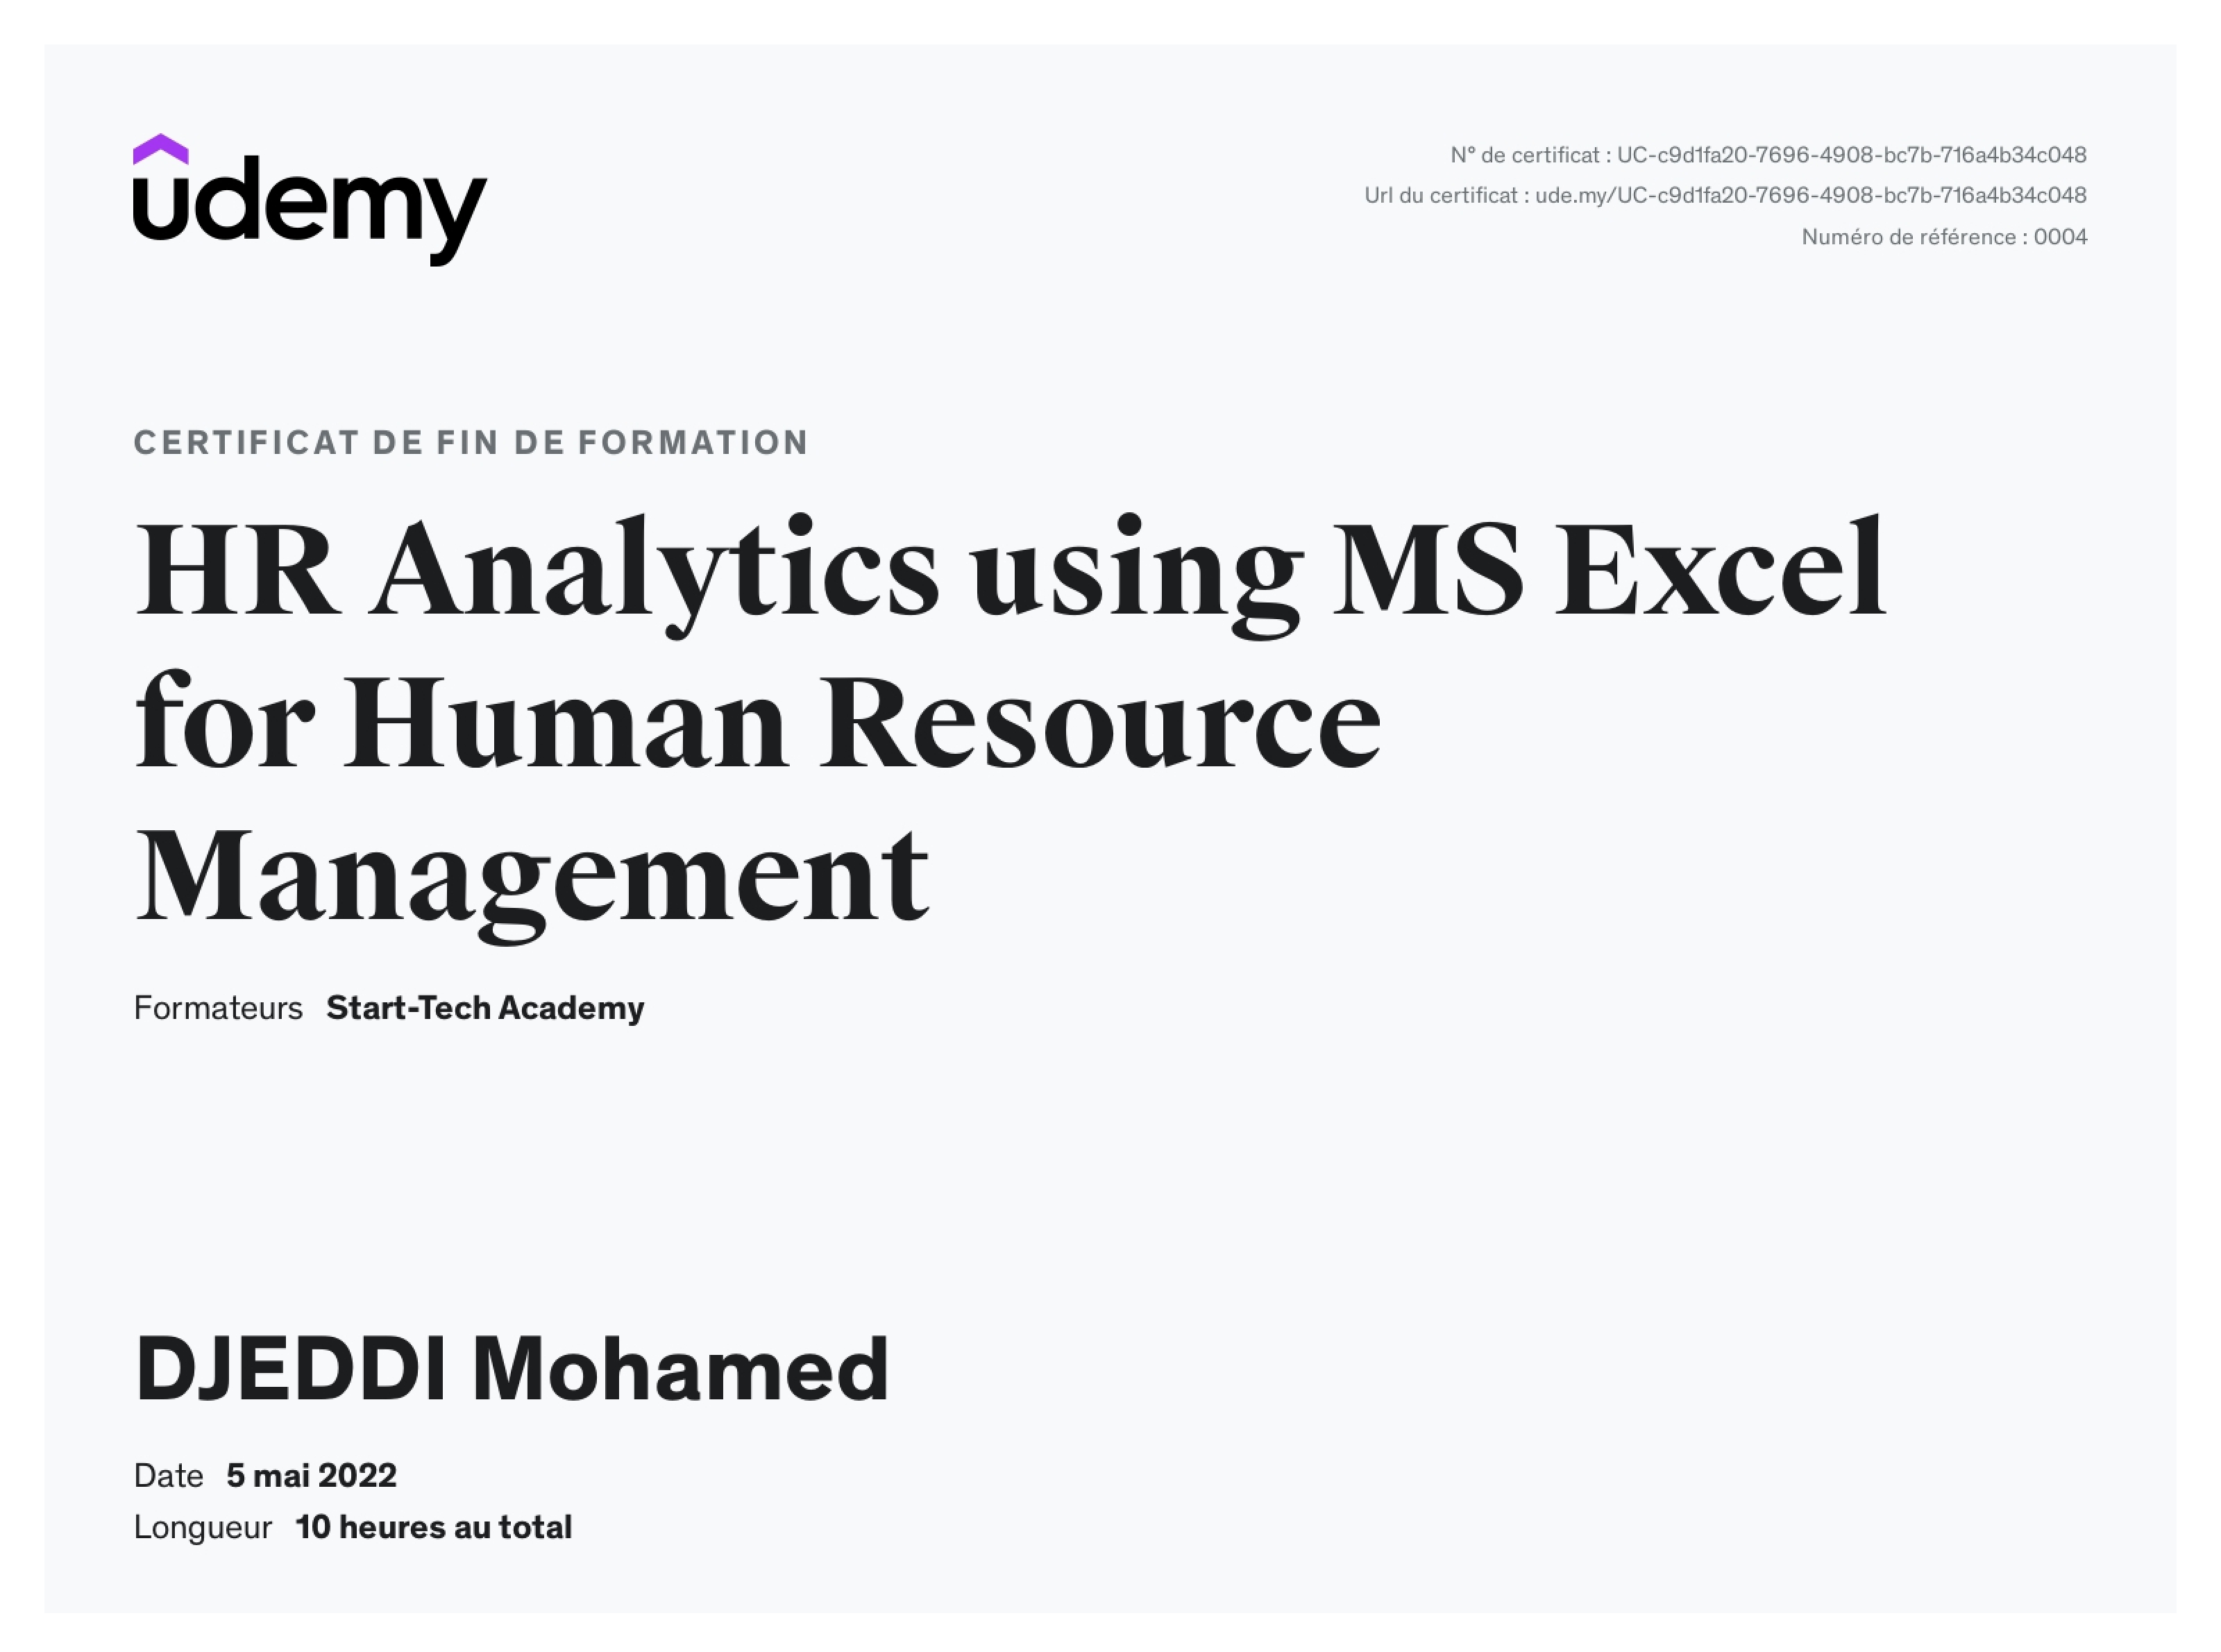 udemy
N° de certificat : UC-c9d1fa20-7696-4908-bc7b-716a4b34c048
Url du certificat : ude.my/UC-c9d1fa20-7696-4908-bc7b-716a4b34c048
Numéro de référence : 0004
CERTIFICAT DE FIN DE FORMATION
HR Analytics using MS Excel
for Human Resource
Management
Formateurs Start-Tech Academy
DJEDDI Mohamed
Date 5 mai 2022
Longueur 10 heures au total